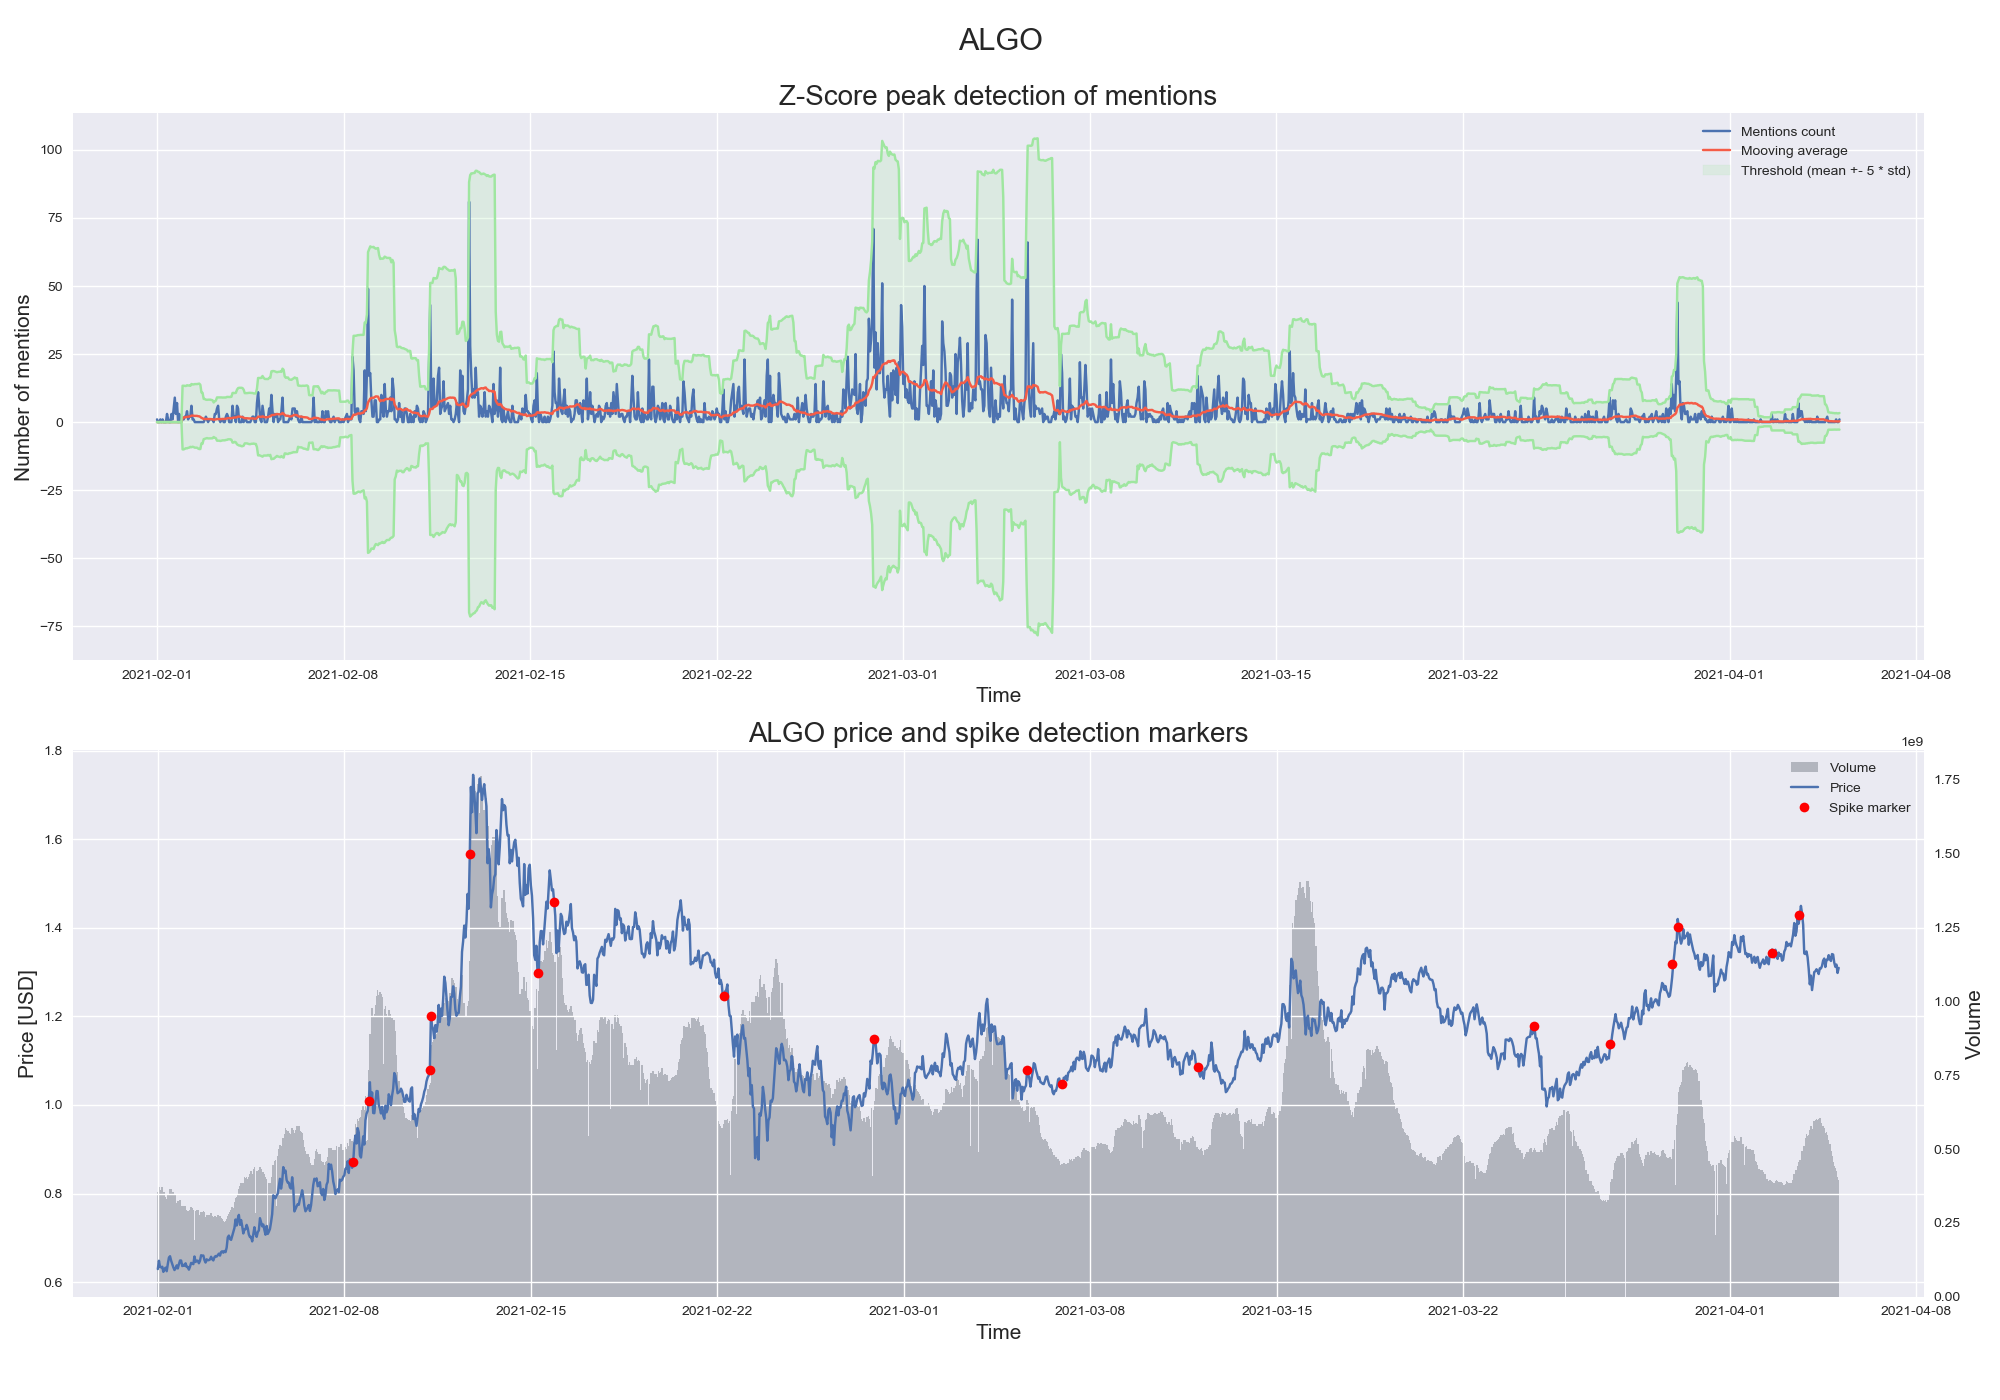 ALGO
Z-Score peak detection of mentions
Mentions count
Mooving average
Threshold (mean +- 5 * std)
Number of mentions
100
75
50
25
0
−25
−50
−75
2021-02-01 2021-02-08 2021-02-15 2021-02-22 2021-03-01 2021-03-08 2021-03-15 2021-03-22 2021-04-01 2021-04-08
Time
ALGO price and spike detection markers
1e9
Volume
Price
Spike marker
Price [USD]
1.8
1.6
1.4
1.2
1.0
0.8
0.6
1.75
1.50
1.25
1.00
0.75
0.50
0.25
0.00
Volume
2021-02-01 2021-02-08 2021-02-15 2021-02-22 2021-03-01 2021-03-08 2021-03-15 2021-03-22 2021-04-01 2021-04-08
Time